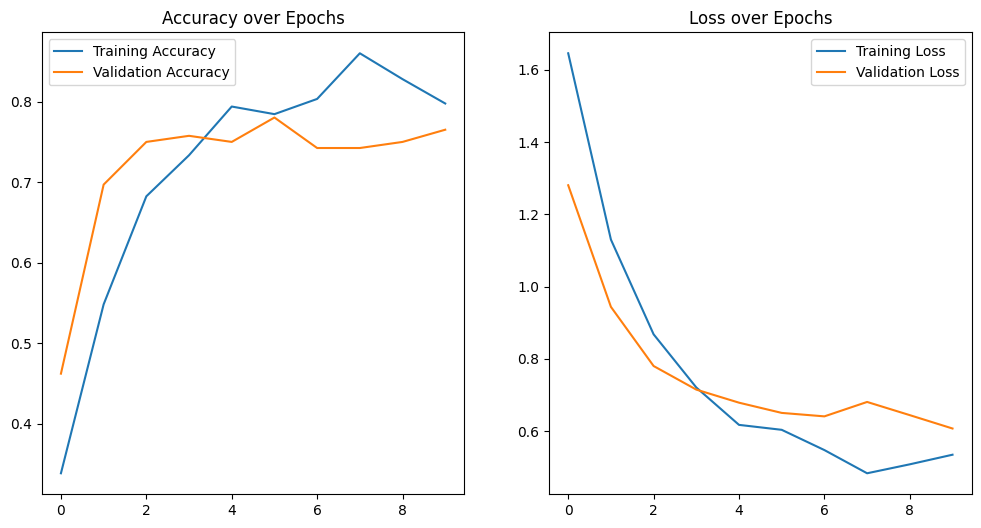 Accuracy over Epochs
Training Accuracy
Validation Accuracy
0.8
0.7
0.6
0.5
0.4
0 2 4 6 8
Loss over Epochs
Training Loss
Validation Loss
1.6
1.4
1.2
1.0
0.8
0.6
0 2 4 6 8